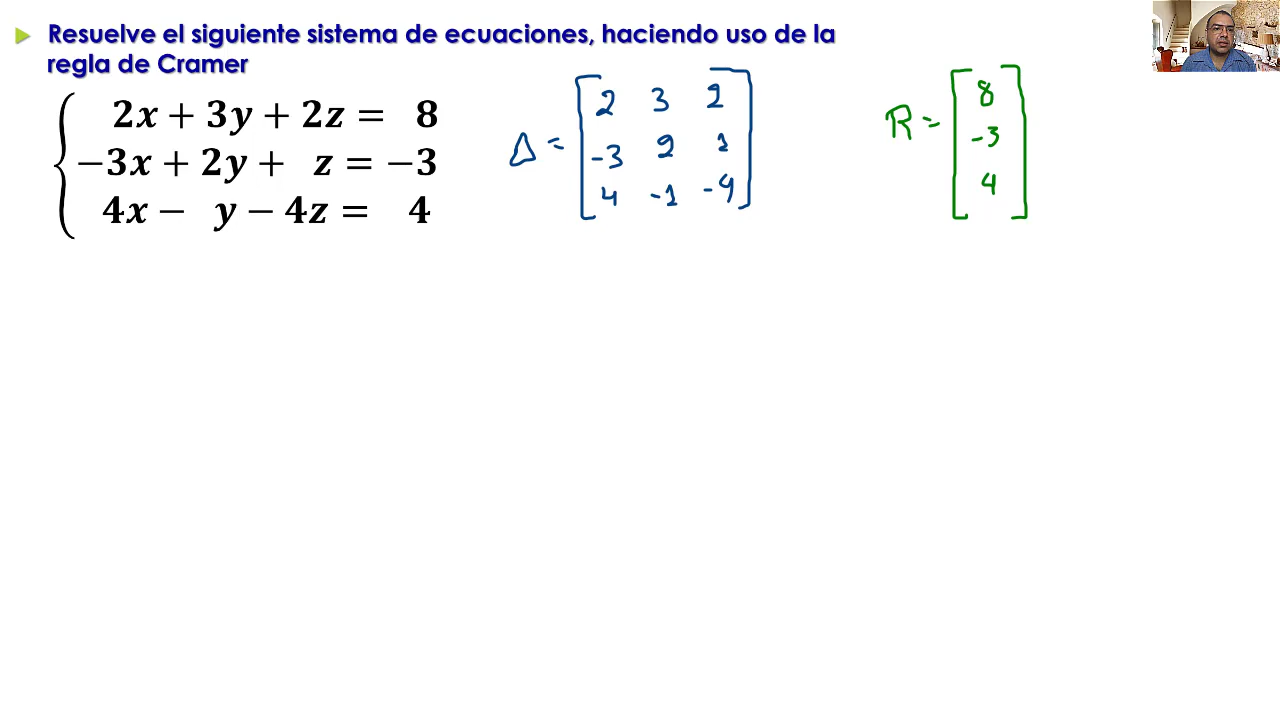 Resuelve el siguiente sistema de ecuaciones, haciendo uso de la
regla de Cramer
2x + 3y + 2z = 8
−3x + 2y + z = −3
4x − y − 4z = 4
Δ =
2 3 2
-3 2 1
4 -1 -4
R =
8
-3
4